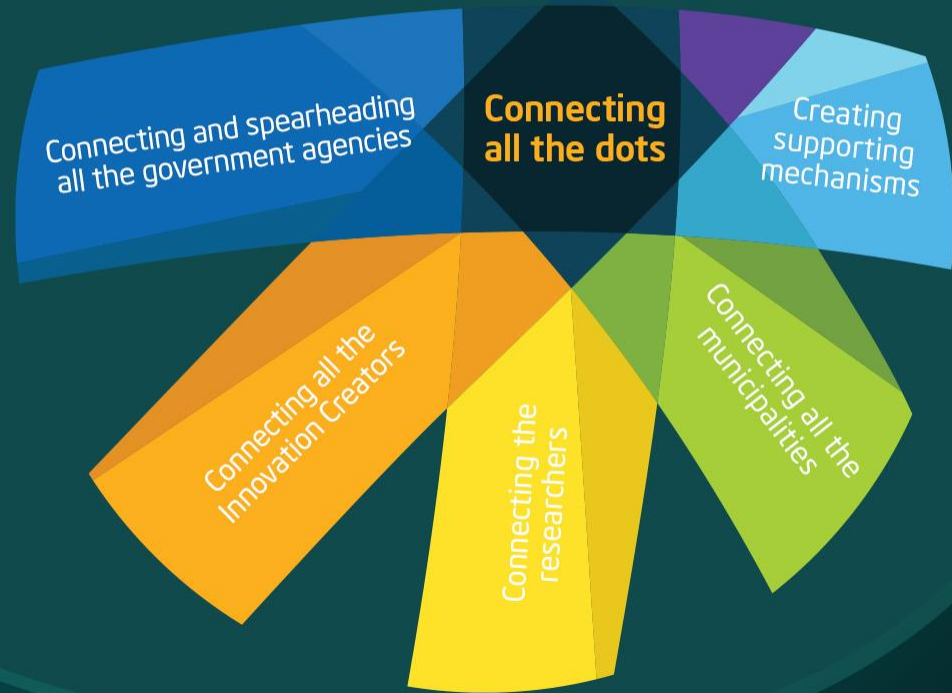 Connecting and spearheading
all the government agencies
Connecting
all the dots
Creating
supporting
mechanisms
Connecting all the
Innovation Creators
Connecting the
researchers
Connecting all the
municipalities